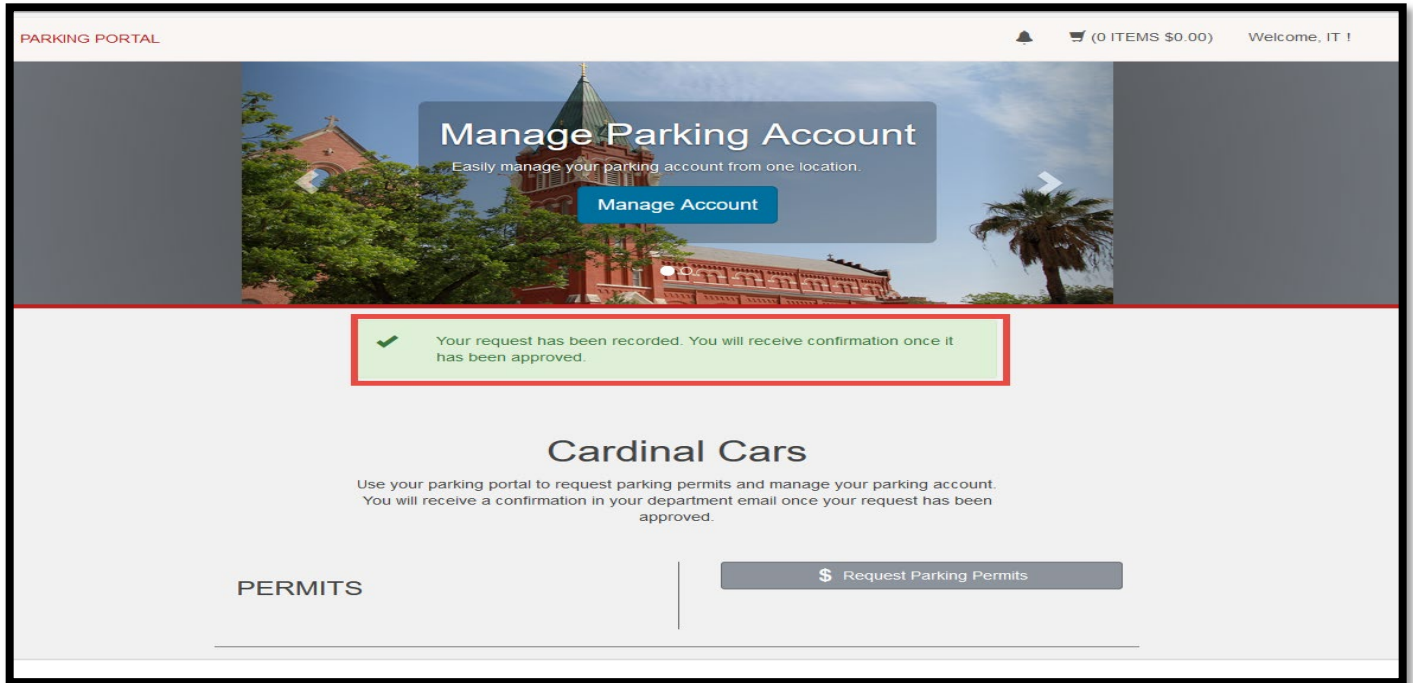 PARKING PORTAL
(0 ITEMS $0.00)
Welcome, IT !
Manage Parking Account
Easily manage your parking account from one location.
Manage Account
Your request has been recorded. You will receive confirmation once it
has been approved.
Cardinal Cars
Use your parking portal to request parking permits and manage your parking account.
You will receive a confirmation in your department email once your request has been
approved.
PERMITS
$ Request Parking Permits